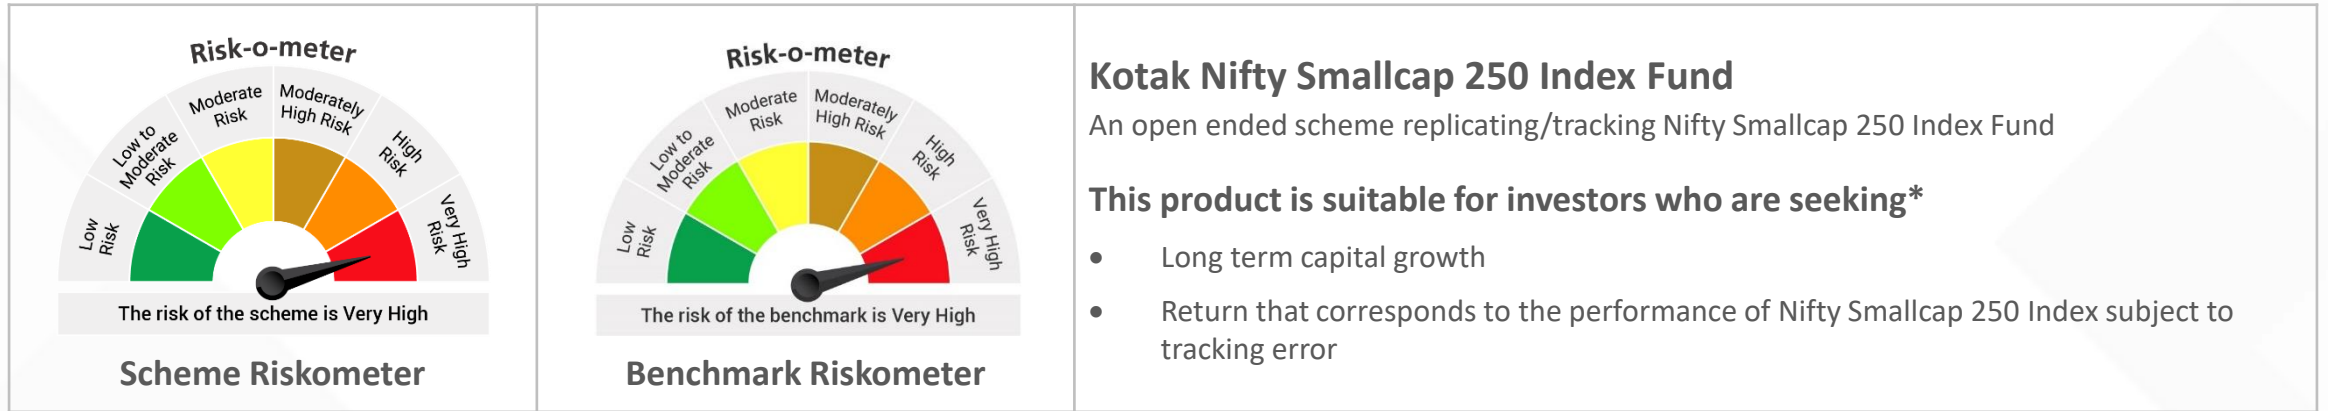 Risk-o-meter
Low
Risk
Low to
Moderate
Risk
Moderate
Risk
Moderately
High Risk
High
Risk
Very High
Risk
The risk of the scheme is Very High
Scheme Riskometer
Risk-o-meter
Low
Risk
Low to
Moderate
Risk
Moderate
Risk
Moderately
High Risk
High
Risk
Very High
Risk
The risk of the benchmark is Very High
Benchmark Riskometer
Kotak Nifty Smallcap 250 Index Fund
An open ended scheme replicating/tracking Nifty Smallcap 250 Index Fund
This product is suitable for investors who are seeking*
• Long term capital growth
• Return that corresponds to the performance of Nifty Smallcap 250 Index subject to
tracking error